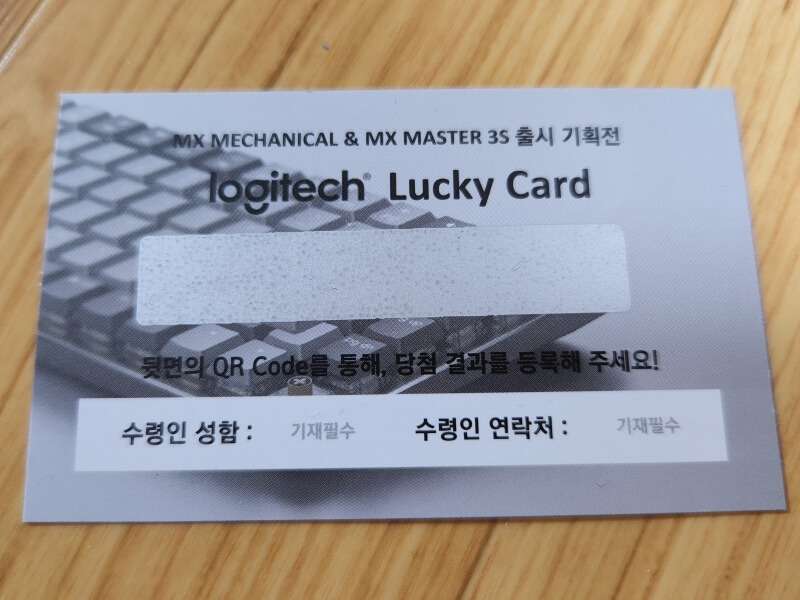 MX MECHANICAL & MX MASTER 3S 출시 기획전
logitech® Lucky Card
뒷면의 QR Code를 통해, 당첨 결과를 등록해 주세요!
수령인 성함 : 기재필수 수령인 연락처 : 기재필수